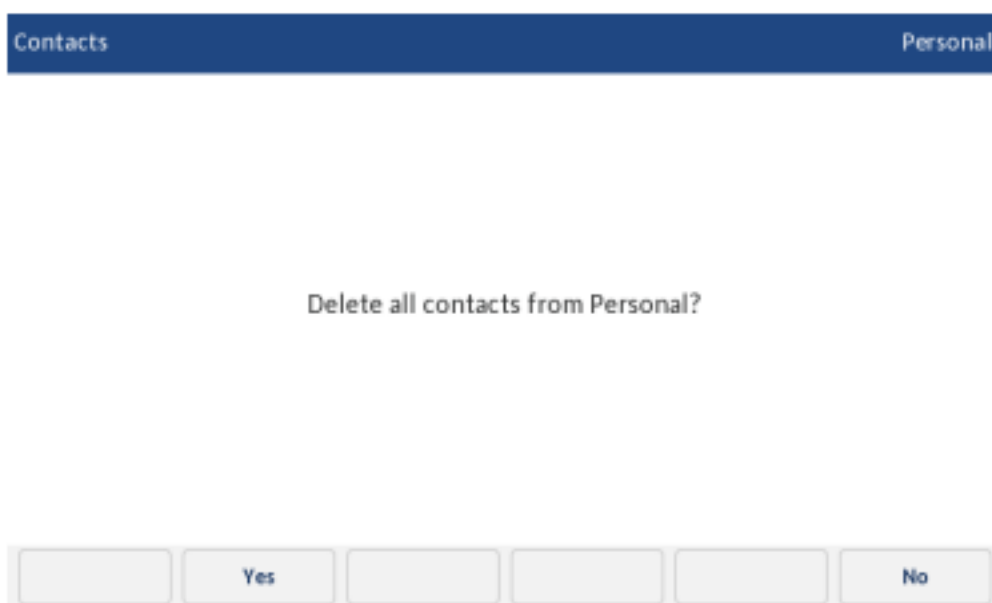 Contacts Personal
Delete all contacts from Personal?
Yes No